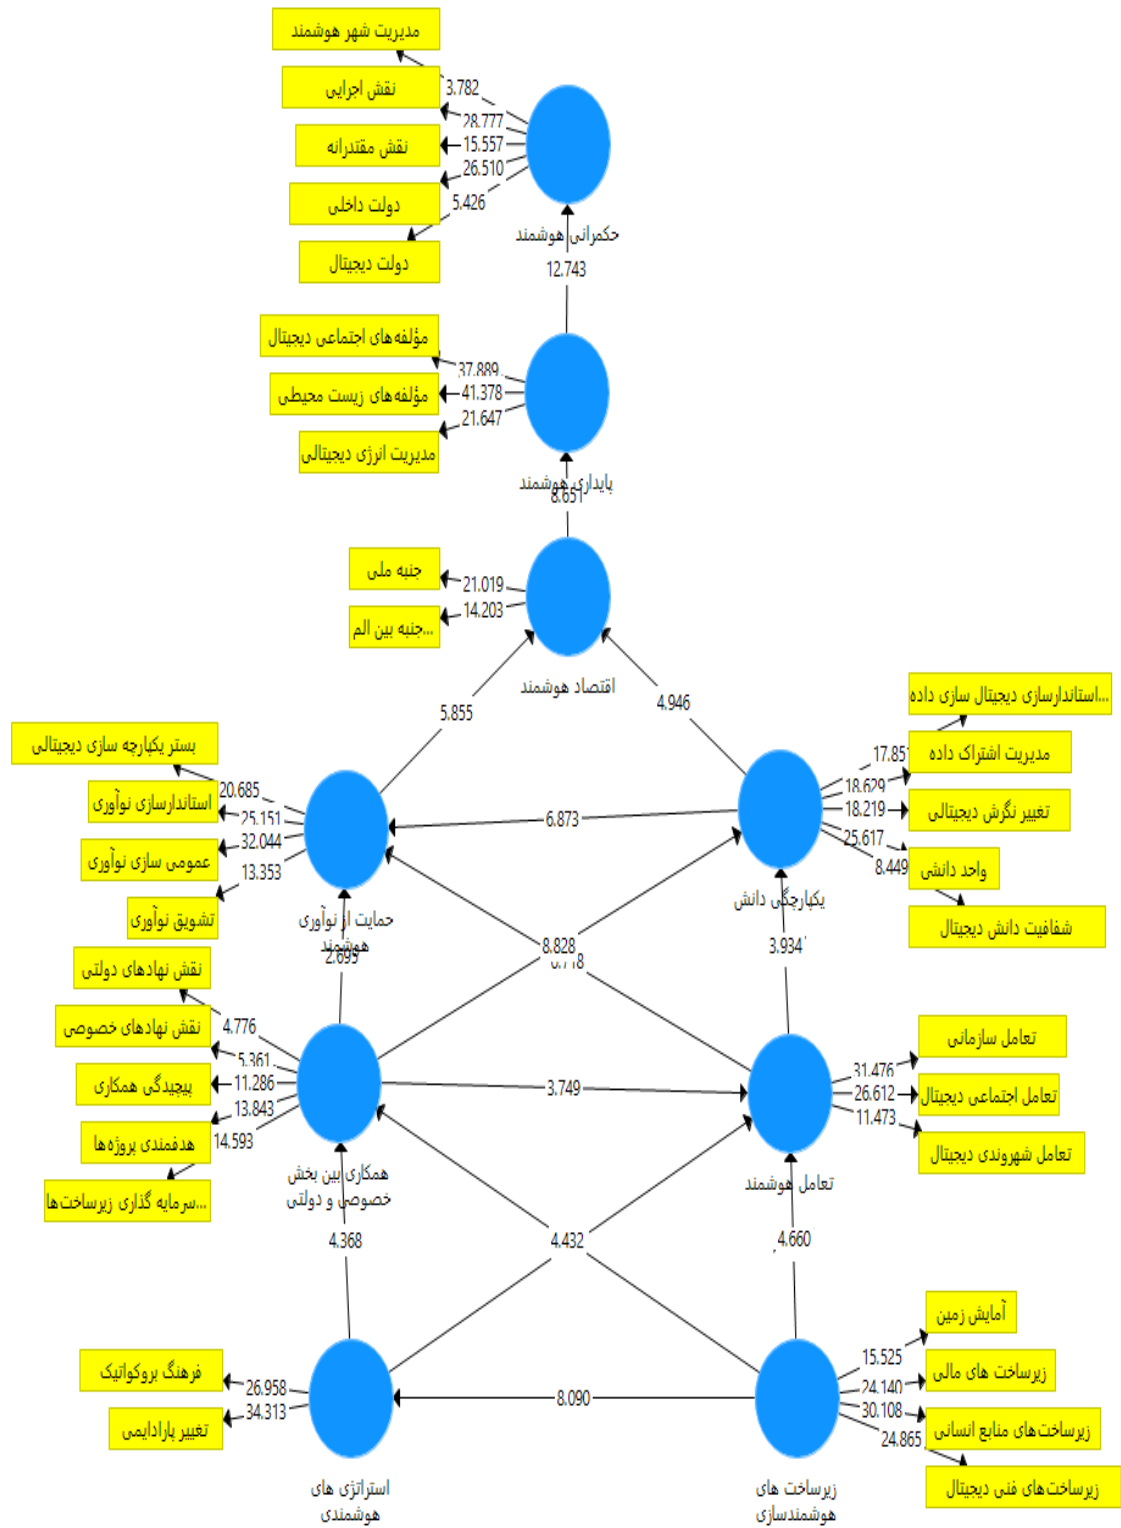 مدیریت شهر هوشمند
3.782
نقش اجرایی
28.777
نقش مقتدرانه
15.557
26.510
دولت داخلی
5.426
دولت دیجیتال
حکمرانی هوشمند
12.743
مؤلفه‌های اجتماعی دیجیتال
37.889
مؤلفه‌های زیست محیطی
41.378
21.647
مدیریت انرژی دیجیتالی
پایداری هوشمند
8.651
جنبه ملی
21.019
14.203
جنبه بین الم...
اقتصاد هوشمند
5.855
4.946
استاندارسازی دیجیتال سازی داده...
17.851
مدیریت اشتراک داده
18.629
تغییر نگرش دیجیتالی
18.219
25.617
واحد دانشی
8.449
شفافیت دانش دیجیتال
یکپارچگی دانش
بستر یکپارچه سازی دیجیتالی
20.685
استاندارسازی نوآوری
25.151
32.044
عمومی سازی نوآوری
13.353
تشویق نوآوری
حمایت از نوآوری
هوشمند
6.873
8.828
3.934
2.695
نقش نهادهای دولتی
4.776
نقش نهادهای خصوصی
5.361
پیچیدگی همکاری
11.286
13.843
هدفمندی پروژه‌ها
14.593
سرمایه گذاری زیرساخت‌ها...
همکاری بین بخش
خصوصی و دولتی
3.749
تعامل سازمانی
31.476
تعامل اجتماعی دیجیتال
26.612
11.473
تعامل شهروندی دیجیتال
تعامل هوشمند
4.368
4.432
4.660
فرهنگ بروکواتیک
26.958
34.313
تغییر پارادایمی
8.090
آمایش زمین
15.525
زیرساخت های مالی
24.140
30.108
زیرساخت‌های منابع انسانی
24.865
زیرساخت‌های فنی دیجیتال
استراتژی های
هوشمندی
زیرساخت های
هوشمندسازی